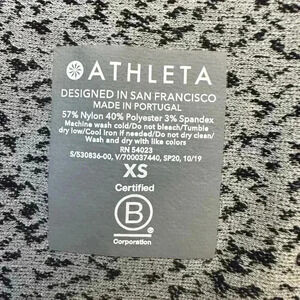 ATHLETA
DESIGNED IN SAN FRANCISCO
MADE IN PORTUGAL
57% Nylon 40% Polyester 3% Spandex
Machine wash cold/Do not bleach/Tumble
dry low/Cool Iron if needed/Do not dry clean/
Wash and dry with like colors
RN 54023
S/530836-00, V/700037440, SP20, 10/19
XS
Certified
B
Corporation